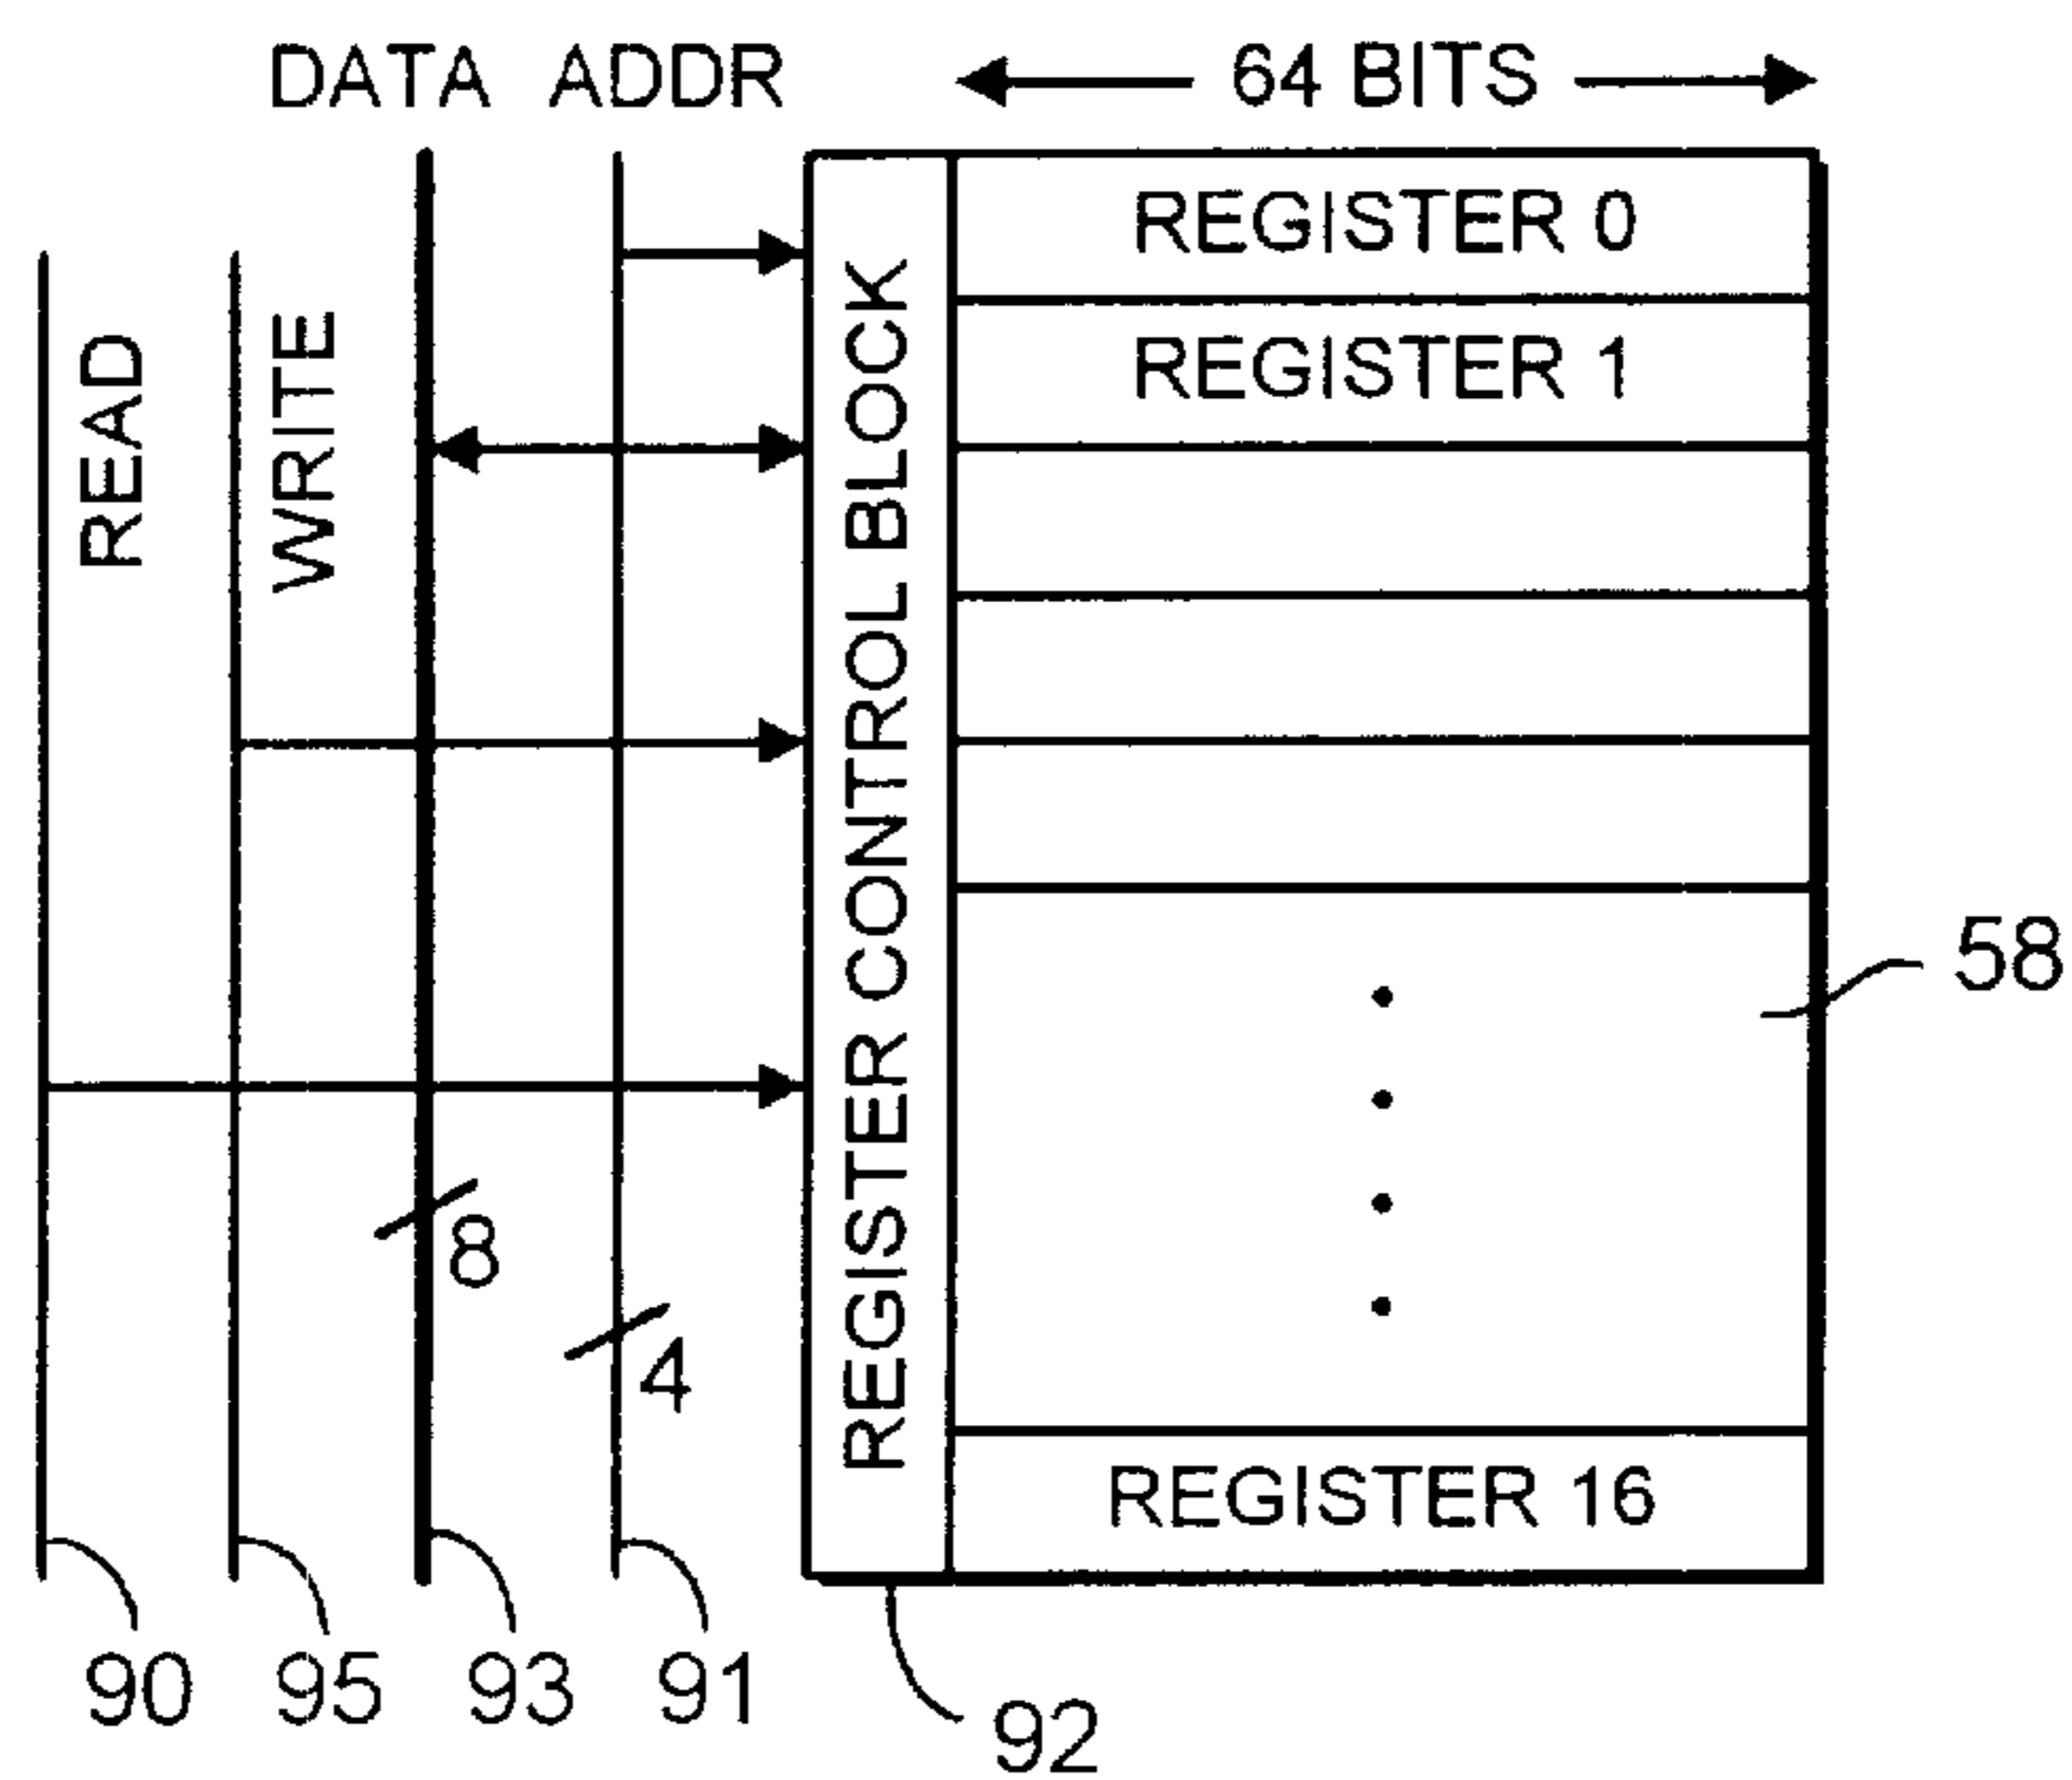 DATA ADDR
64 BITS
READ
WRITE
REGISTER CONTROL BLOCK
REGISTER 0
REGISTER 1
58
8
4
REGISTER 16
90
95
93
91
92